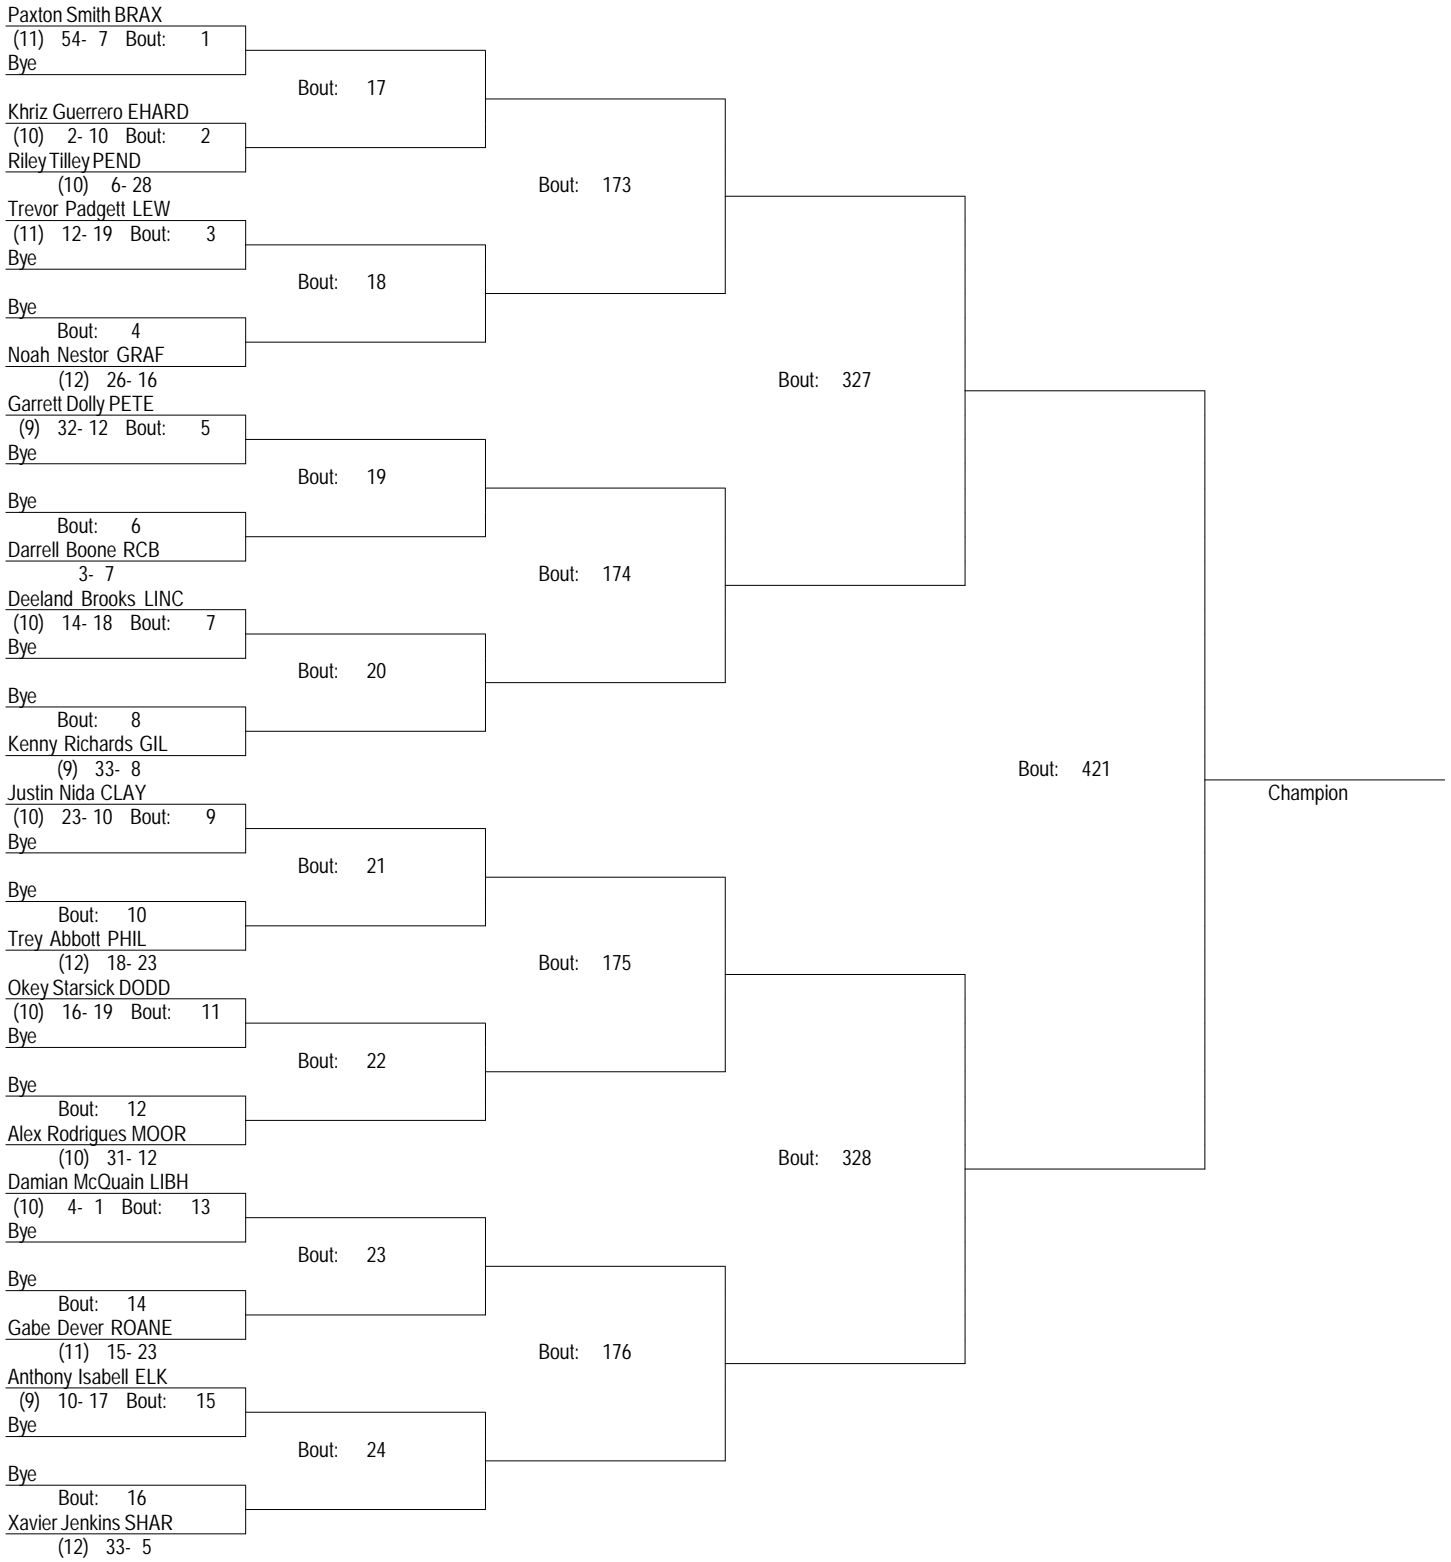 Paxton Smith BRAX
(11) 54- 7 Bout: 1
Bye
Bout: 17
Khriz Guerrero EHARD
(10) 2- 10 Bout: 2
Riley Tilley PEND
(10) 6- 28
Bout: 173
Trevor Padgett LEW
(11) 12- 19 Bout: 3
Bye
Bout: 18
Bye
Bout: 4
Noah Nestor GRAF
(12) 26- 16
Bout: 327
Garrett Dolly PETE
(9) 32- 12 Bout: 5
Bye
Bout: 19
Bye
Bout: 6
Darrell Boone RCB
3- 7
Bout: 174
Deeland Brooks LINC
(10) 14- 18 Bout: 7
Bye
Bout: 20
Bye
Bout: 8
Kenny Richards GIL
(9) 33- 8
Bout: 421
Champion
Justin Nida CLAY
(10) 23- 10 Bout: 9
Bye
Bout: 21
Bye
Bout: 10
Trey Abbott PHIL
(12) 18- 23
Bout: 175
Okey Starsick DODD
(10) 16- 19 Bout: 11
Bye
Bout: 22
Bye
Bout: 12
Alex Rodrigues MOOR
(10) 31- 12
Bout: 328
Damian McQuain LIBH
(10) 4- 1 Bout: 13
Bye
Bout: 23
Bye
Bout: 14
Gabe Dever ROANE
(11) 15- 23
Bout: 176
Anthony Isabell ELK
(9) 10- 17 Bout: 15
Bye
Bout: 24
Bye
Bout: 16
Xavier Jenkins SHAR
(12) 33- 5